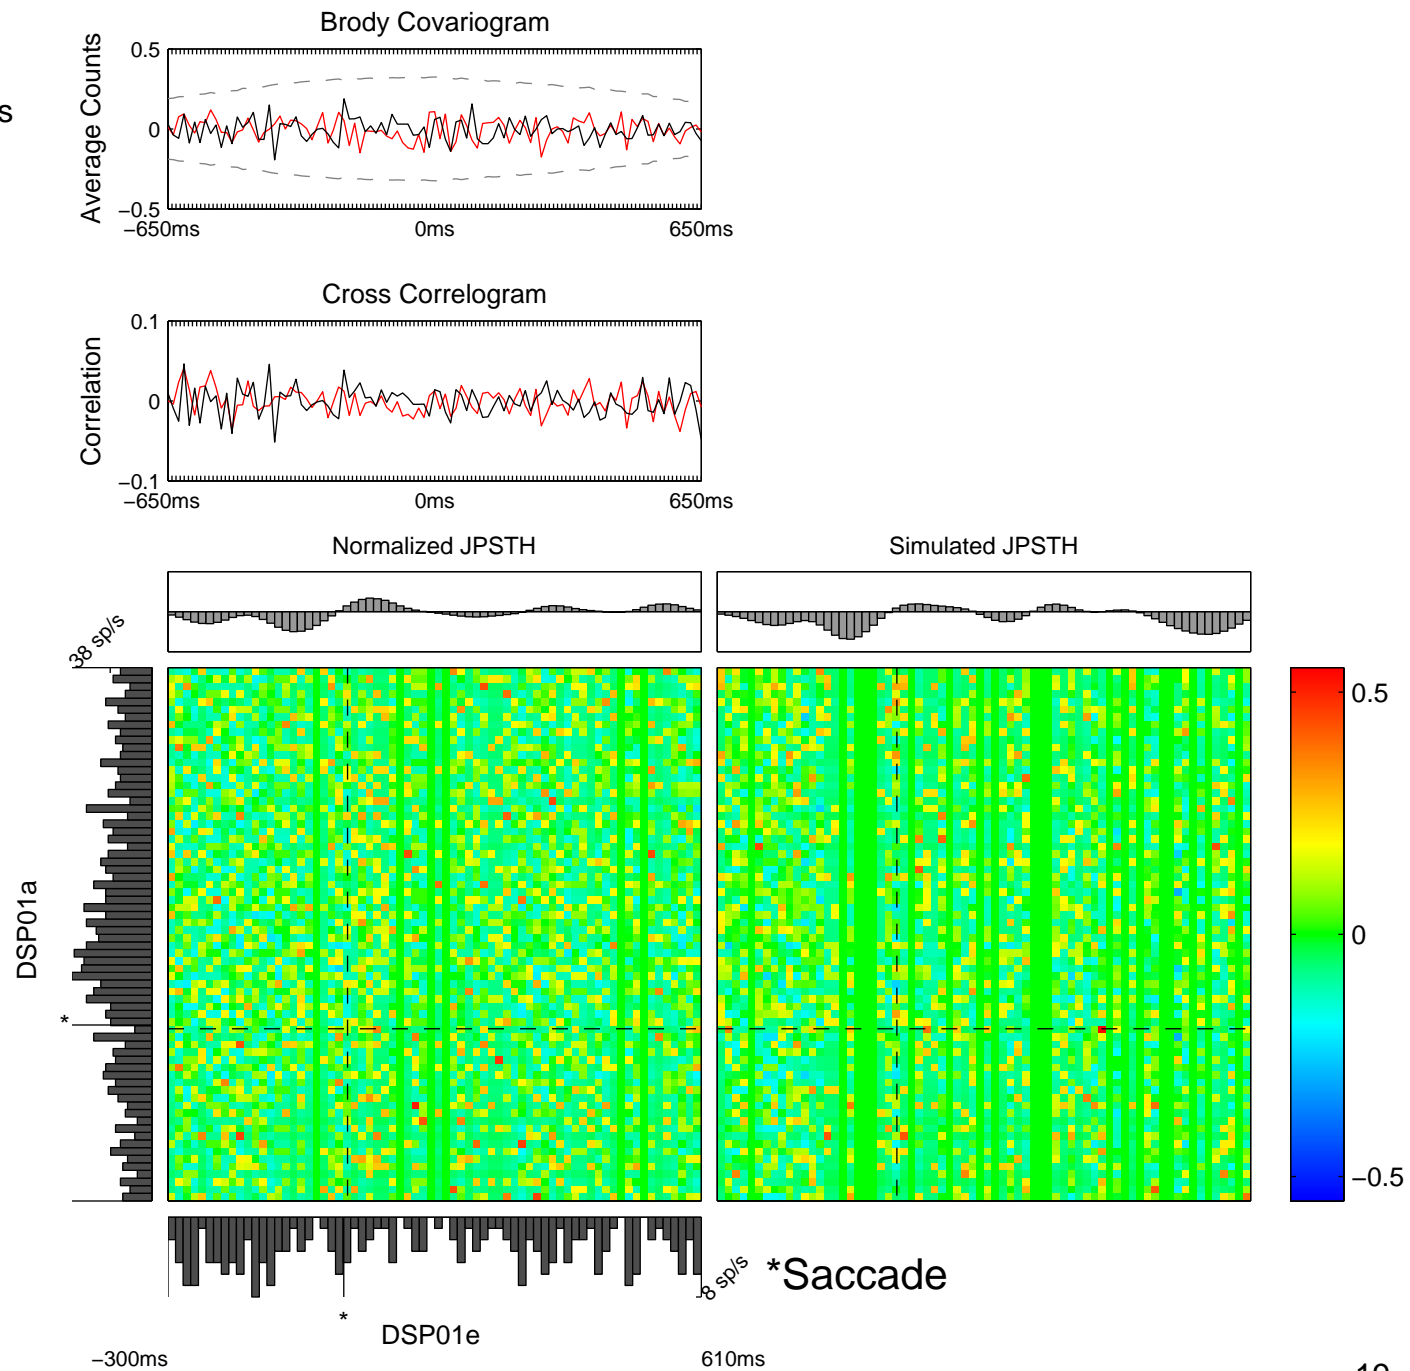 Brody Covariogram
s
Average Counts
0.5
0
−0.5
−650ms 0ms 650ms
Cross Correlogram
Correlation
0.1
0
−0.1
−650ms 0ms 650ms
Normalized JPSTH Simulated JPSTH
38 sp/s
DSP01a
*
0.5
0
−0.5
8 sp/s
*Saccade
*
DSP01e
−300ms 610ms